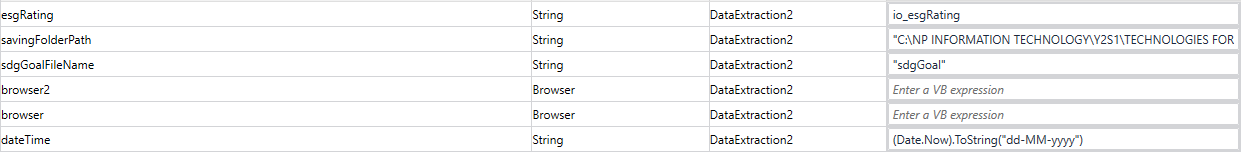 esgRating String DataExtraction2 io_esgRating
savingFolderPath String DataExtraction2 "C:\NP INFORMATION TECHNOLOGY\Y2S1\TECHNOLOGIES FOR
sdgGoalFileName String DataExtraction2 "sdgGoal"
browser2 Browser DataExtraction2 Enter a VB expression
browser Browser DataExtraction2 Enter a VB expression
dateTime String DataExtraction2 (Date.Now).ToString("dd-MM-yyyy")